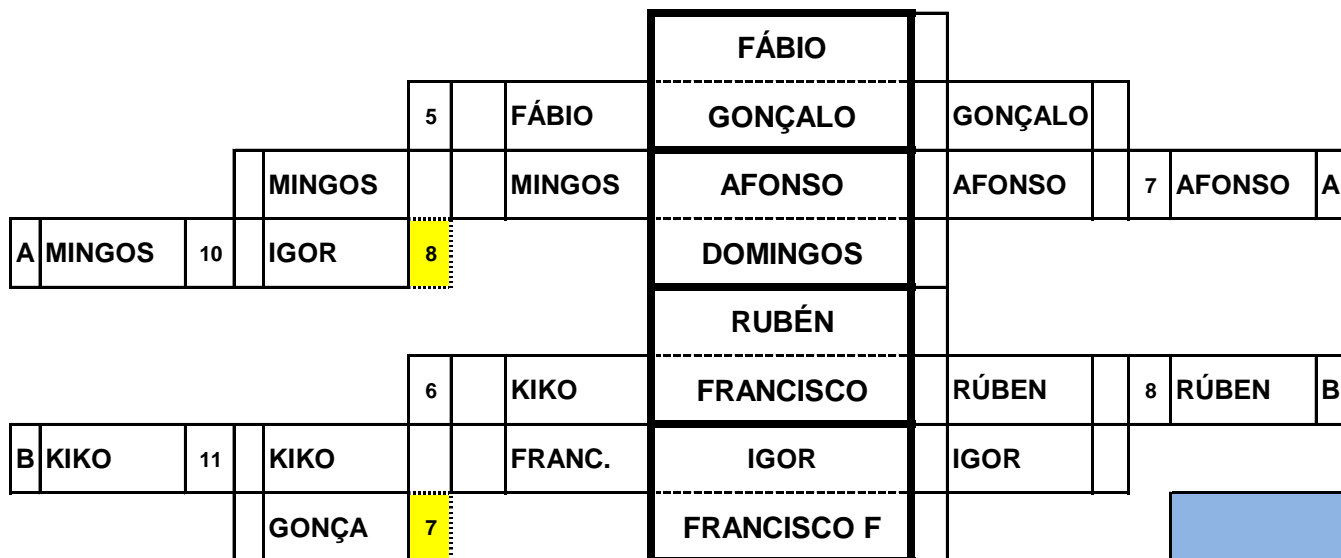 FÁBIO
5 FÁBIO GONÇALO GONÇALO
MINGOS MINGOS AFONSO AFONSO 7 AFONSO A
A MINGOS 10 IGOR 8 DOMINGOS
RUBÉN
6 KIKO FRANCISCO RÚBEN 8 RÚBEN B
B KIKO 11 KIKO FRANC. IGOR IGOR
GONÇA 7 FRANCISCO F